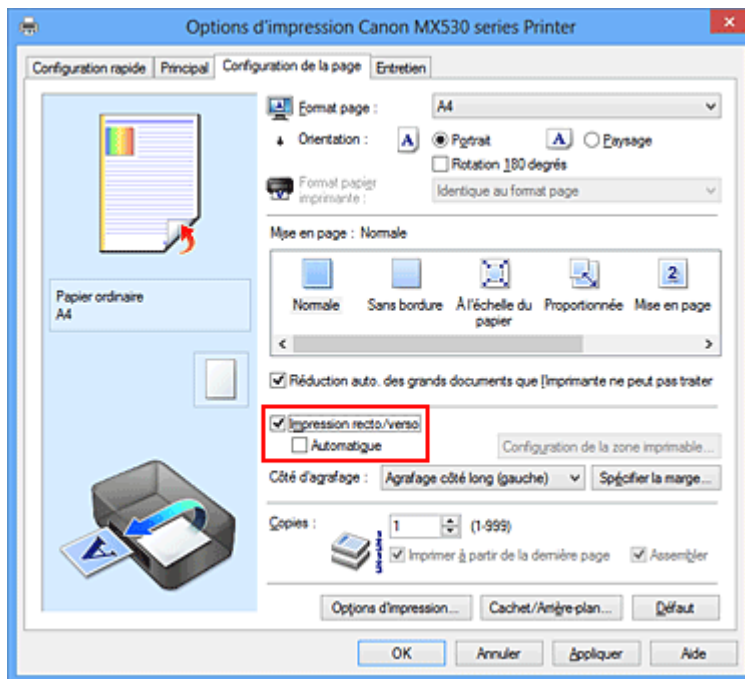 Options d'impression Canon MX530 series Printer
Configuration rapide Principal Configuration de la page Entretien
Format page : A4
Orientation : A Portrait A Paysage
Rotation 180 degrés
Format papier imprimante : Identique au format page
Mise en page : Normale
Normale Sans bordure À l'échelle du papier Proportionnée Mise en page
Papier ordinaire
A4
Réduction auto. des grands documents que l'imprimante ne peut pas traiter
Impression recto/verso
Automatique Configuration de la zone imprimable...
Côté d'agrafage : Agrafage côté long (gauche) Spécifier la marge...
Copies : 1 (1-999)
Imprimer à partir de la dernière page Assembler
Options d'impression... Cachet/Arrière-plan... Défaut
OK Annuler Appliquer Aide